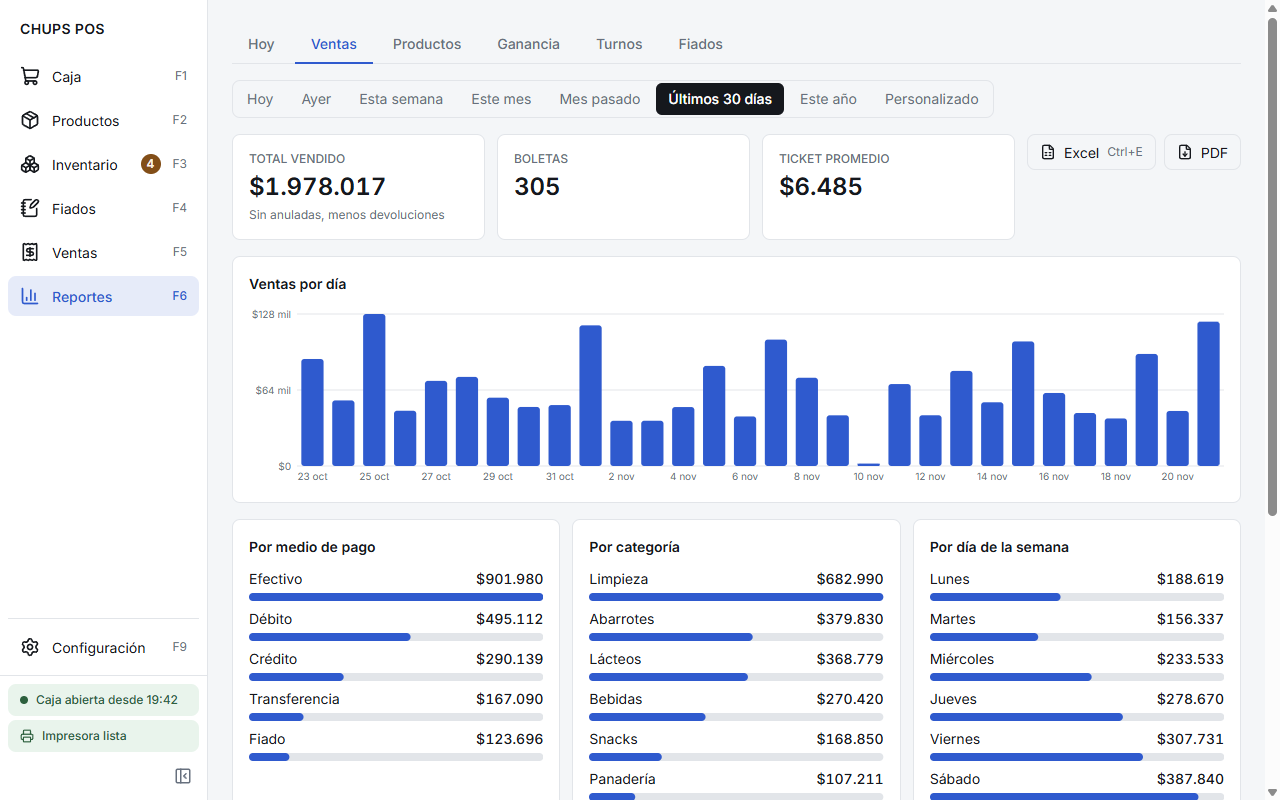 CHUPS POS
Caja F1
Productos F2
Inventario 4 F3
Fiados F4
Ventas F5
Reportes F6
Configuración F9
Caja abierta desde 19:42
Impresora lista
Hoy Ventas Productos Ganancia Turnos Fiados
Hoy Ayer Esta semana Este mes Mes pasado Últimos 30 días Este año Personalizado
TOTAL VENDIDO
$1.978.017
Sin anuladas, menos devoluciones
BOLETAS
305
TICKET PROMEDIO
$6.485
Excel Ctrl+E
PDF
Ventas por día
$128 mil
$64 mil
$0
23 oct 25 oct 27 oct 29 oct 31 oct 2 nov 4 nov 6 nov 8 nov 10 nov 12 nov 14 nov 16 nov 18 nov 20 nov
Por medio de pago
Efectivo $901.980
Débito $495.112
Crédito $290.139
Transferencia $167.090
Fiado $123.696
Por categoría
Limpieza $682.990
Abarrotes $379.830
Lácteos $368.779
Bebidas $270.420
Snacks $168.850
Panadería $107.211
Por día de la semana
Lunes $188.619
Martes $156.337
Miércoles $233.533
Jueves $278.670
Viernes $307.731
Sábado $387.840